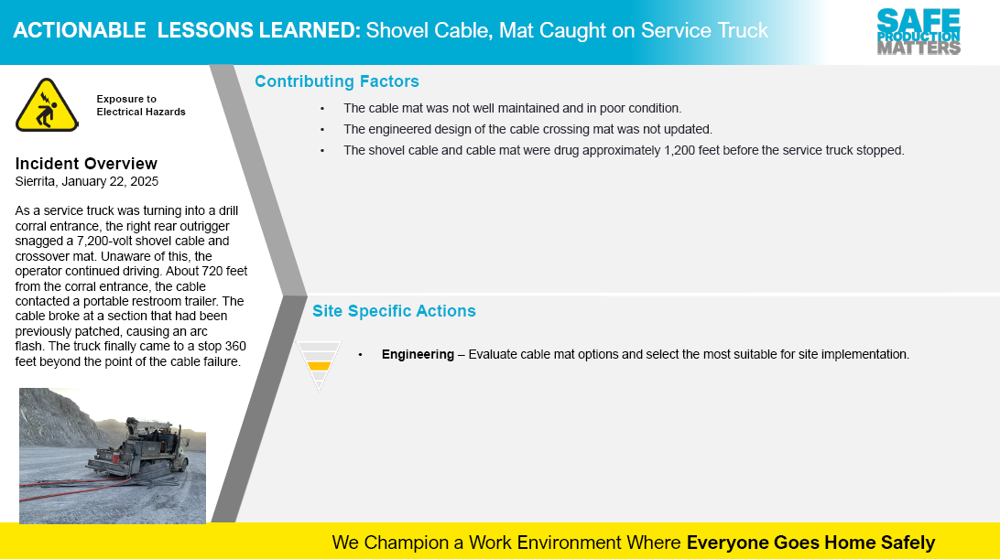 ACTIONABLE LESSONS LEARNED: Shovel Cable, Mat Caught on Service Truck
SAFE
PRODUCTION
MATTERS
Exposure to
Electrical Hazards
Incident Overview
Sierrita, January 22, 2025
As a service truck was turning into a drill
corral entrance, the right rear outrigger
snagged a 7,200-volt shovel cable and
crossover mat. Unaware of this, the
operator continued driving. About 720 feet
from the corral entrance, the cable
contacted a portable restroom trailer. The
cable broke at a section that had been
previously patched, causing an arc
flash. The truck finally came to a stop 360
feet beyond the point of the cable failure.
Contributing Factors
• The cable mat was not well maintained and in poor condition.
• The engineered design of the cable crossing mat was not updated.
• The shovel cable and cable mat were drug approximately 1,200 feet before the service truck stopped.
Site Specific Actions
• Engineering – Evaluate cable mat options and select the most suitable for site implementation.
We Champion a Work Environment Where Everyone Goes Home Safely